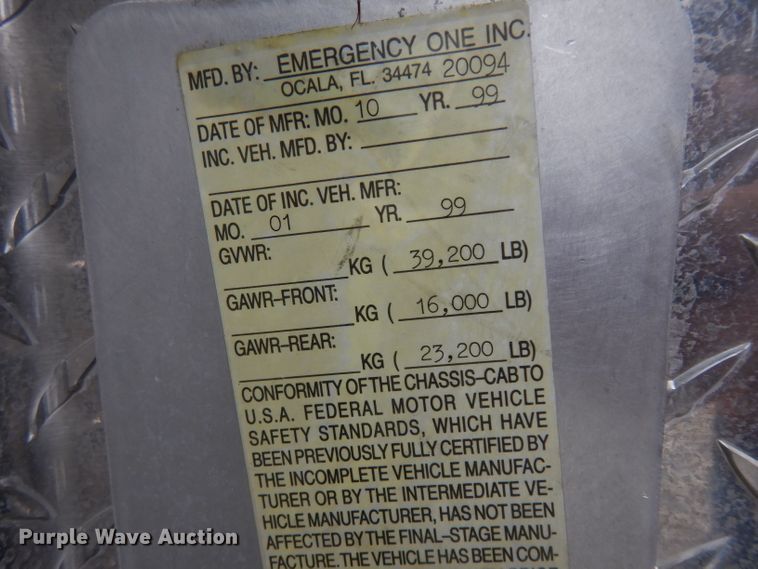 MFD. BY: EMERGENCY ONE INC.
OCALA, FL. 34474 20094
DATE OF MFR: MO. 10 YR. 99
INC. VEH. MFD. BY:
DATE OF INC. VEH. MFR:
MO. 01 YR. 99
GVWR:
KG ( 39,200 LB)
GAWR-FRONT:
KG ( 16,000 LB)
GAWR-REAR:
KG ( 23,200 LB)
CONFORMITY OF THE CHASSIS-CAB TO
U.S.A. FEDERAL MOTOR VEHICLE
SAFETY STANDARDS, WHICH HAVE
BEEN PREVIOUSLY FULLY CERTIFIED BY
THE INCOMPLETE VEHICLE MANUFAC-
TURER OR BY THE INTERMEDIATE VE-
HICLE MANUFACTURER, HAS NOT BEEN
AFFECTED BY THE FINAL-STAGE MANU-
FACTURE. THE VEHICLE HAS BEEN COM-
Purple Wave Auction